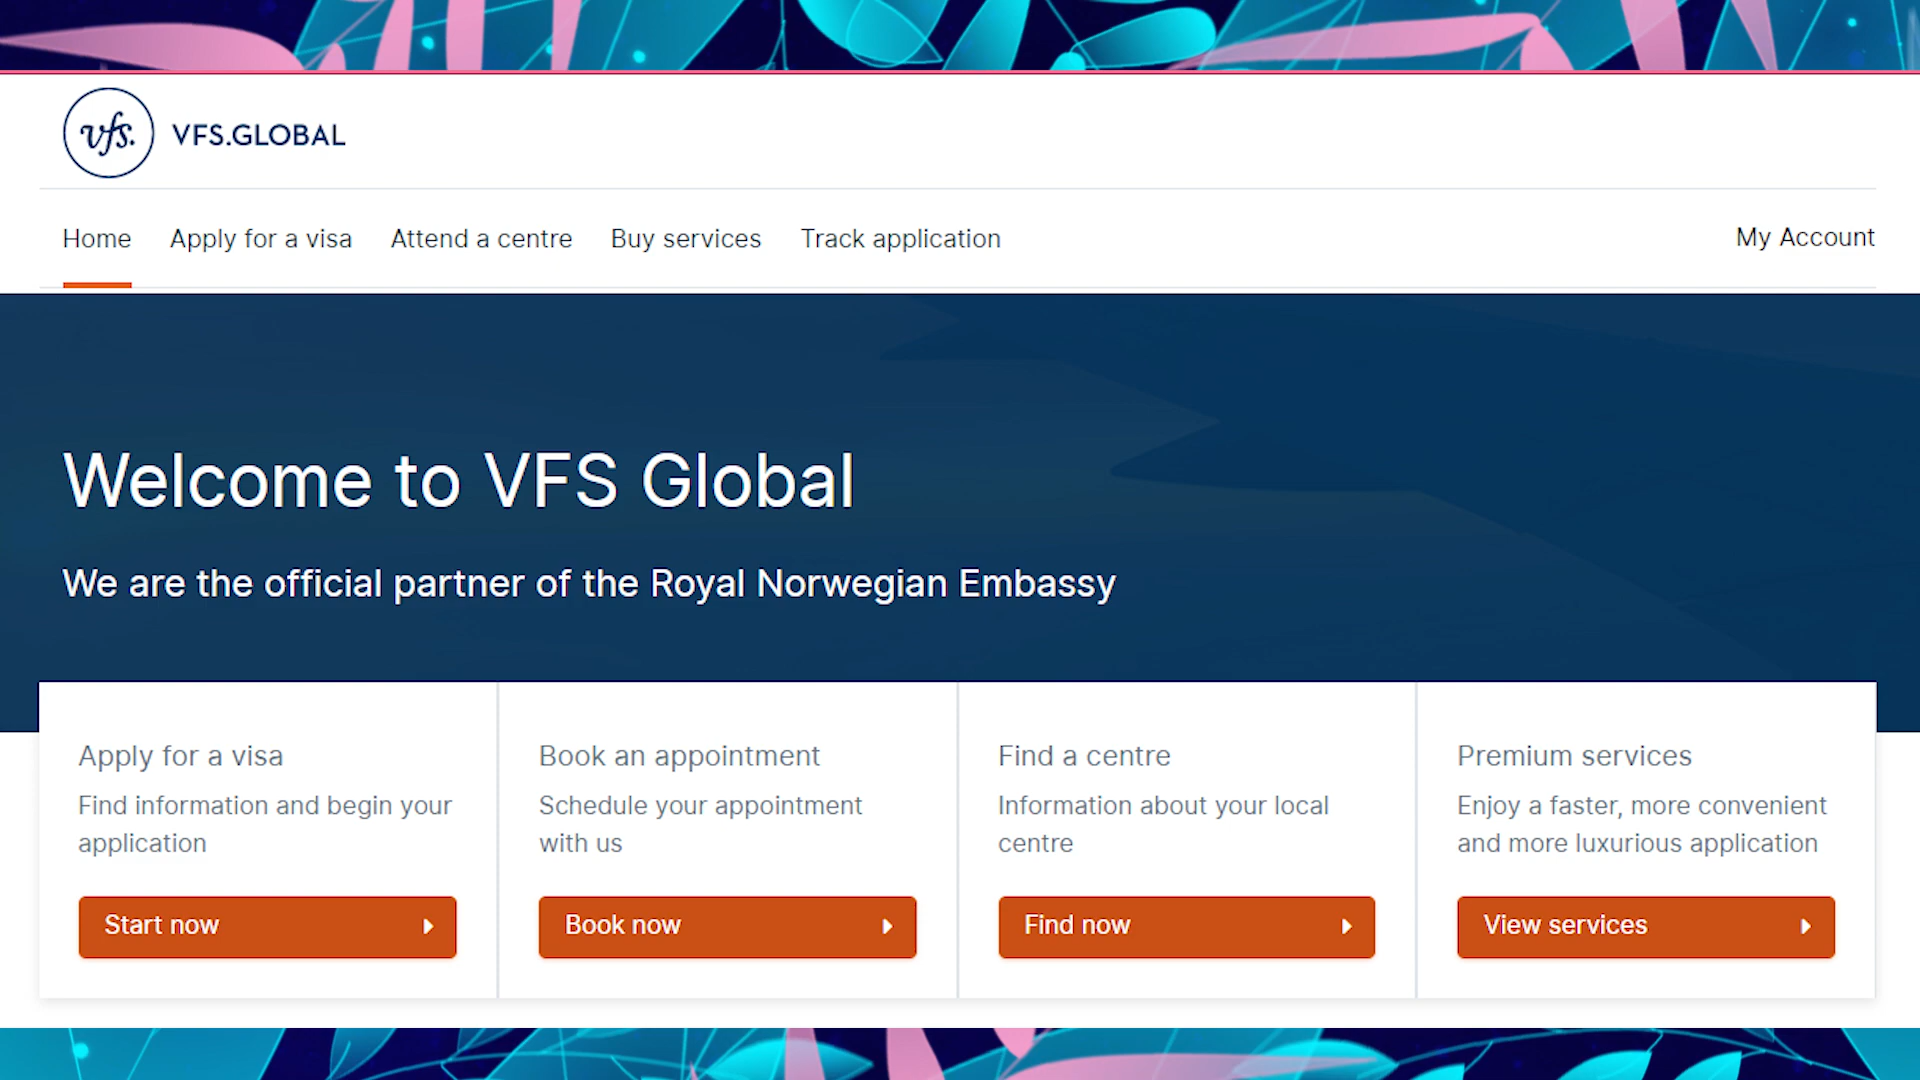 vfs. VFS.GLOBAL
Home Apply for a visa Attend a centre Buy services Track application My Account
Welcome to VFS Global
We are the official partner of the Royal Norwegian Embassy
Apply for a visa
Find information and begin your
application
Start now
Book an appointment
Schedule your appointment
with us
Book now
Find a centre
Information about your local
centre
Find now
Premium services
Enjoy a faster, more convenient
and more luxurious application
View services